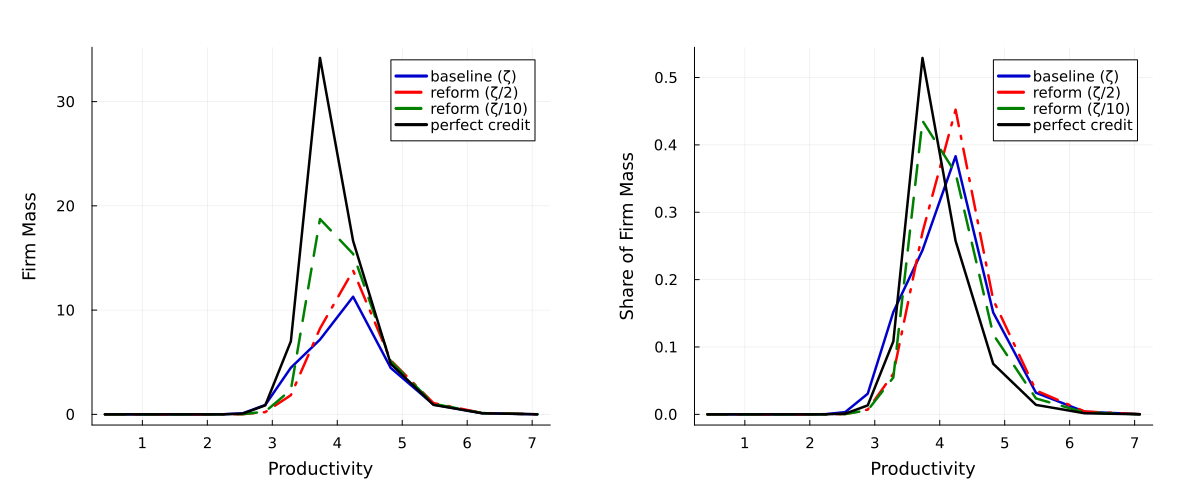 Firm Mass
30
20
10
0
1 2 3 4 5 6 7
Productivity
baseline (ζ)
reform (ζ/2)
reform (ζ/10)
perfect credit
Share of Firm Mass
0.5
0.4
0.3
0.2
0.1
0.0
1 2 3 4 5 6 7
Productivity
baseline (ζ)
reform (ζ/2)
reform (ζ/10)
perfect credit